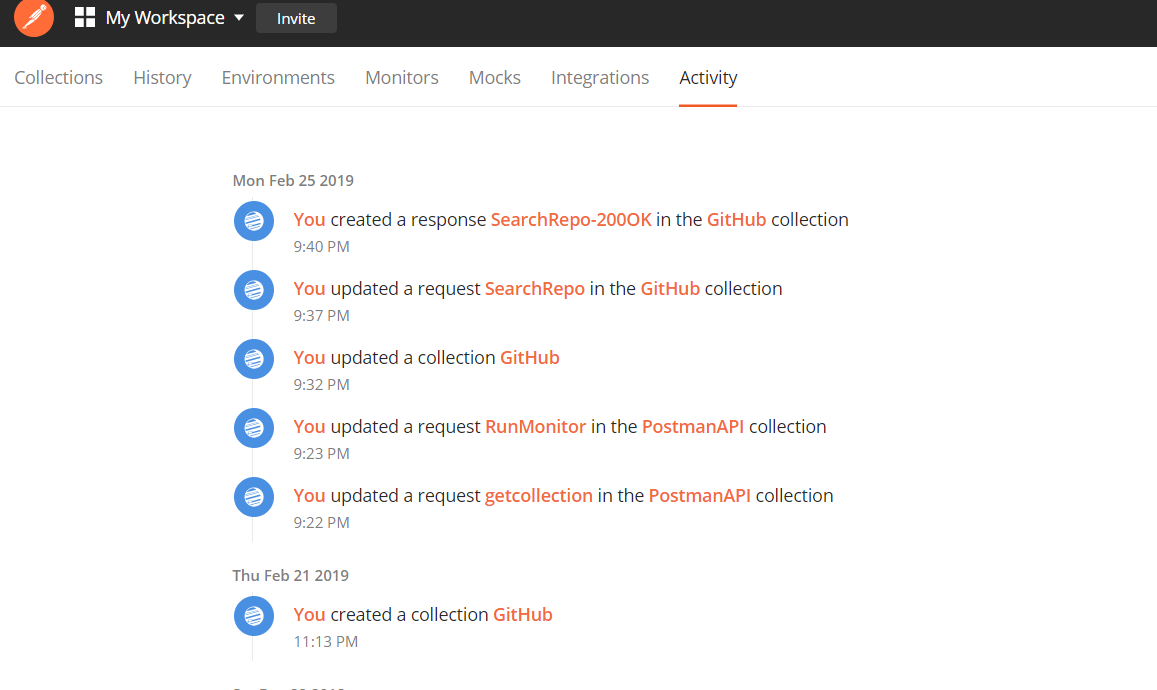 My Workspace Invite
Collections History Environments Monitors Mocks Integrations Activity
Mon Feb 25 2019
You created a response SearchRepo-200OK in the GitHub collection
9:40 PM
You updated a request SearchRepo in the GitHub collection
9:37 PM
You updated a collection GitHub
9:32 PM
You updated a request RunMonitor in the PostmanAPI collection
9:23 PM
You updated a request getcollection in the PostmanAPI collection
9:22 PM
Thu Feb 21 2019
You created a collection GitHub
11:13 PM